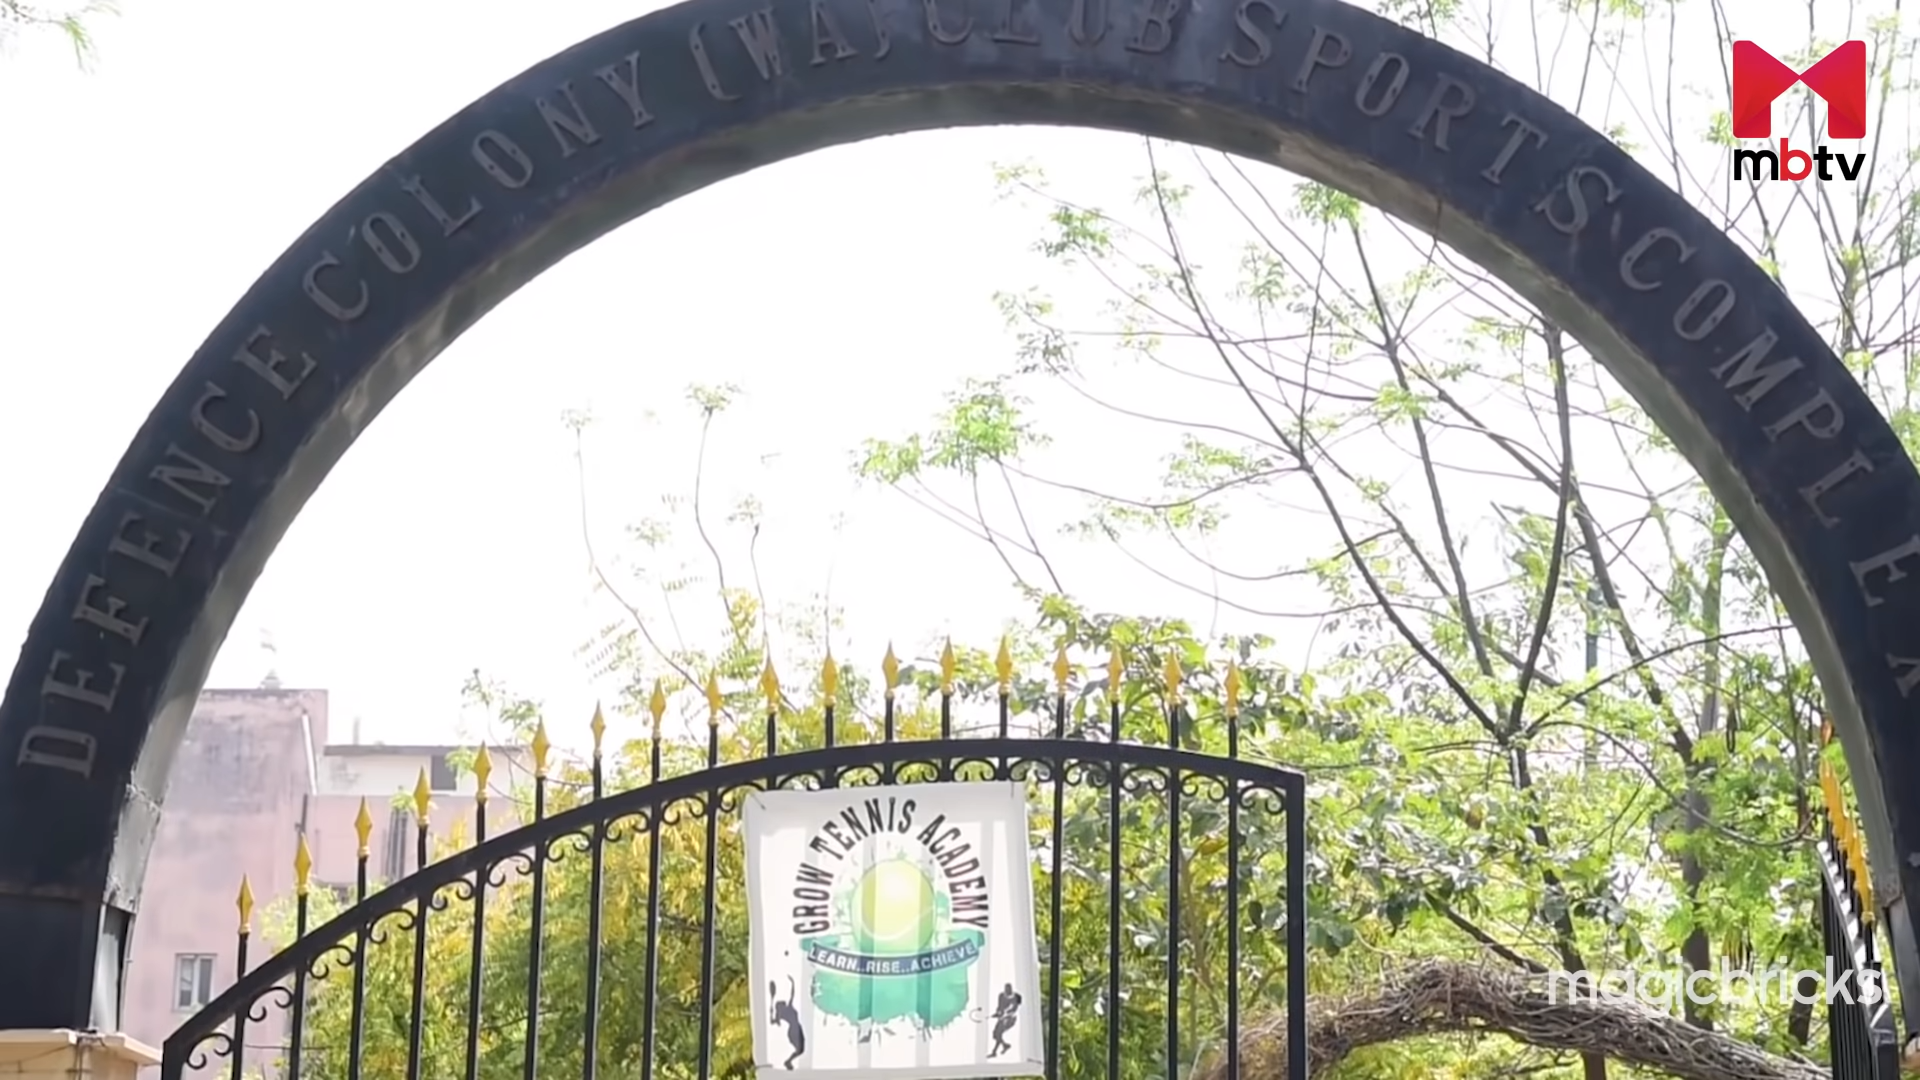 DEFENCE COLONY (WA) CLUB SPORTS COMPLEX
mbtv
GROW TENNIS ACADEMY
LEARN..RISE..ACHIEVE
magicbricks